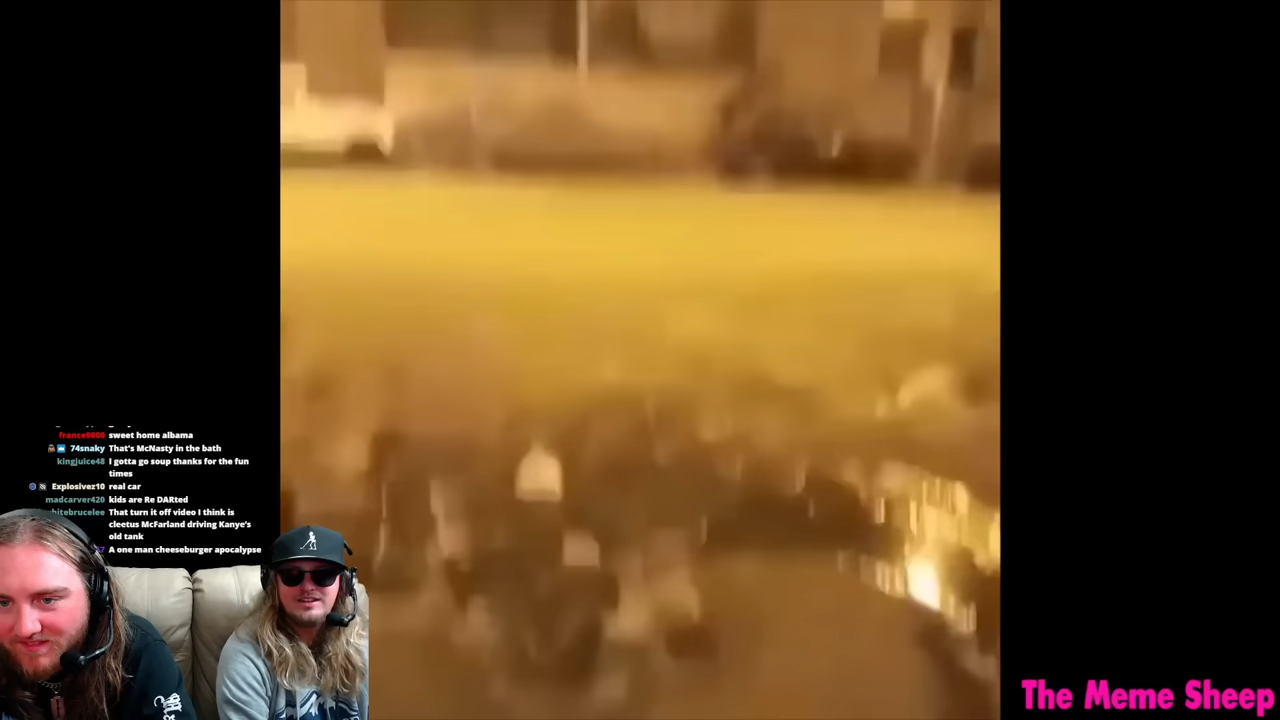 france9000 sweet home albama
74snaky That's McNasty in the bath
kingjuice48 I gotta go soup thanks for the fun
times
Explosivez10 real car
madcarver420 kids are Re DARted
hitebrucelee That turn it off video I think is
cleetus McFarland driving Kanye's
old tank
A one man cheeseburger apocalypse
The Meme Sheep